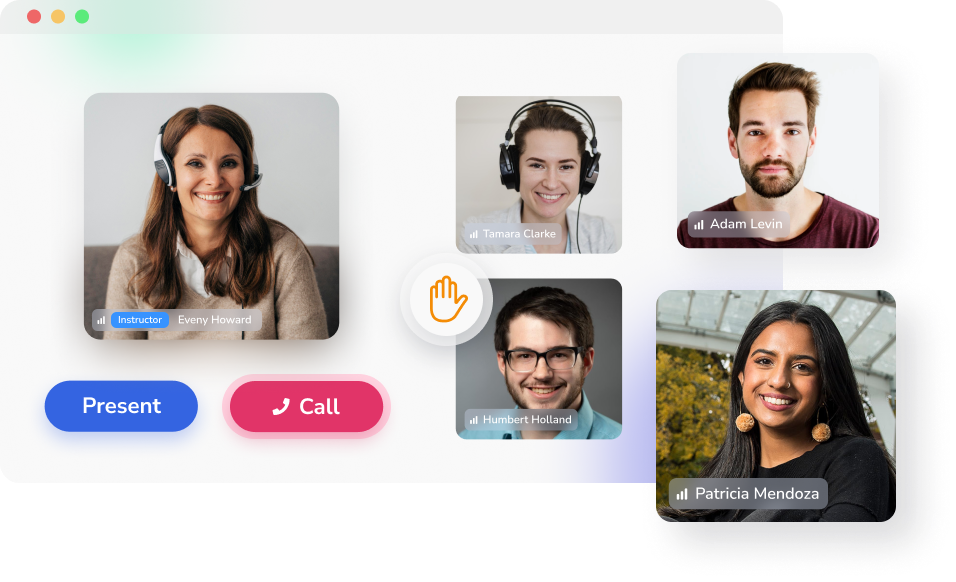 Instructor Eveny Howard
Present
Call
Tamara Clarke
Humbert Holland
Adam Levin
Patricia Mendoza